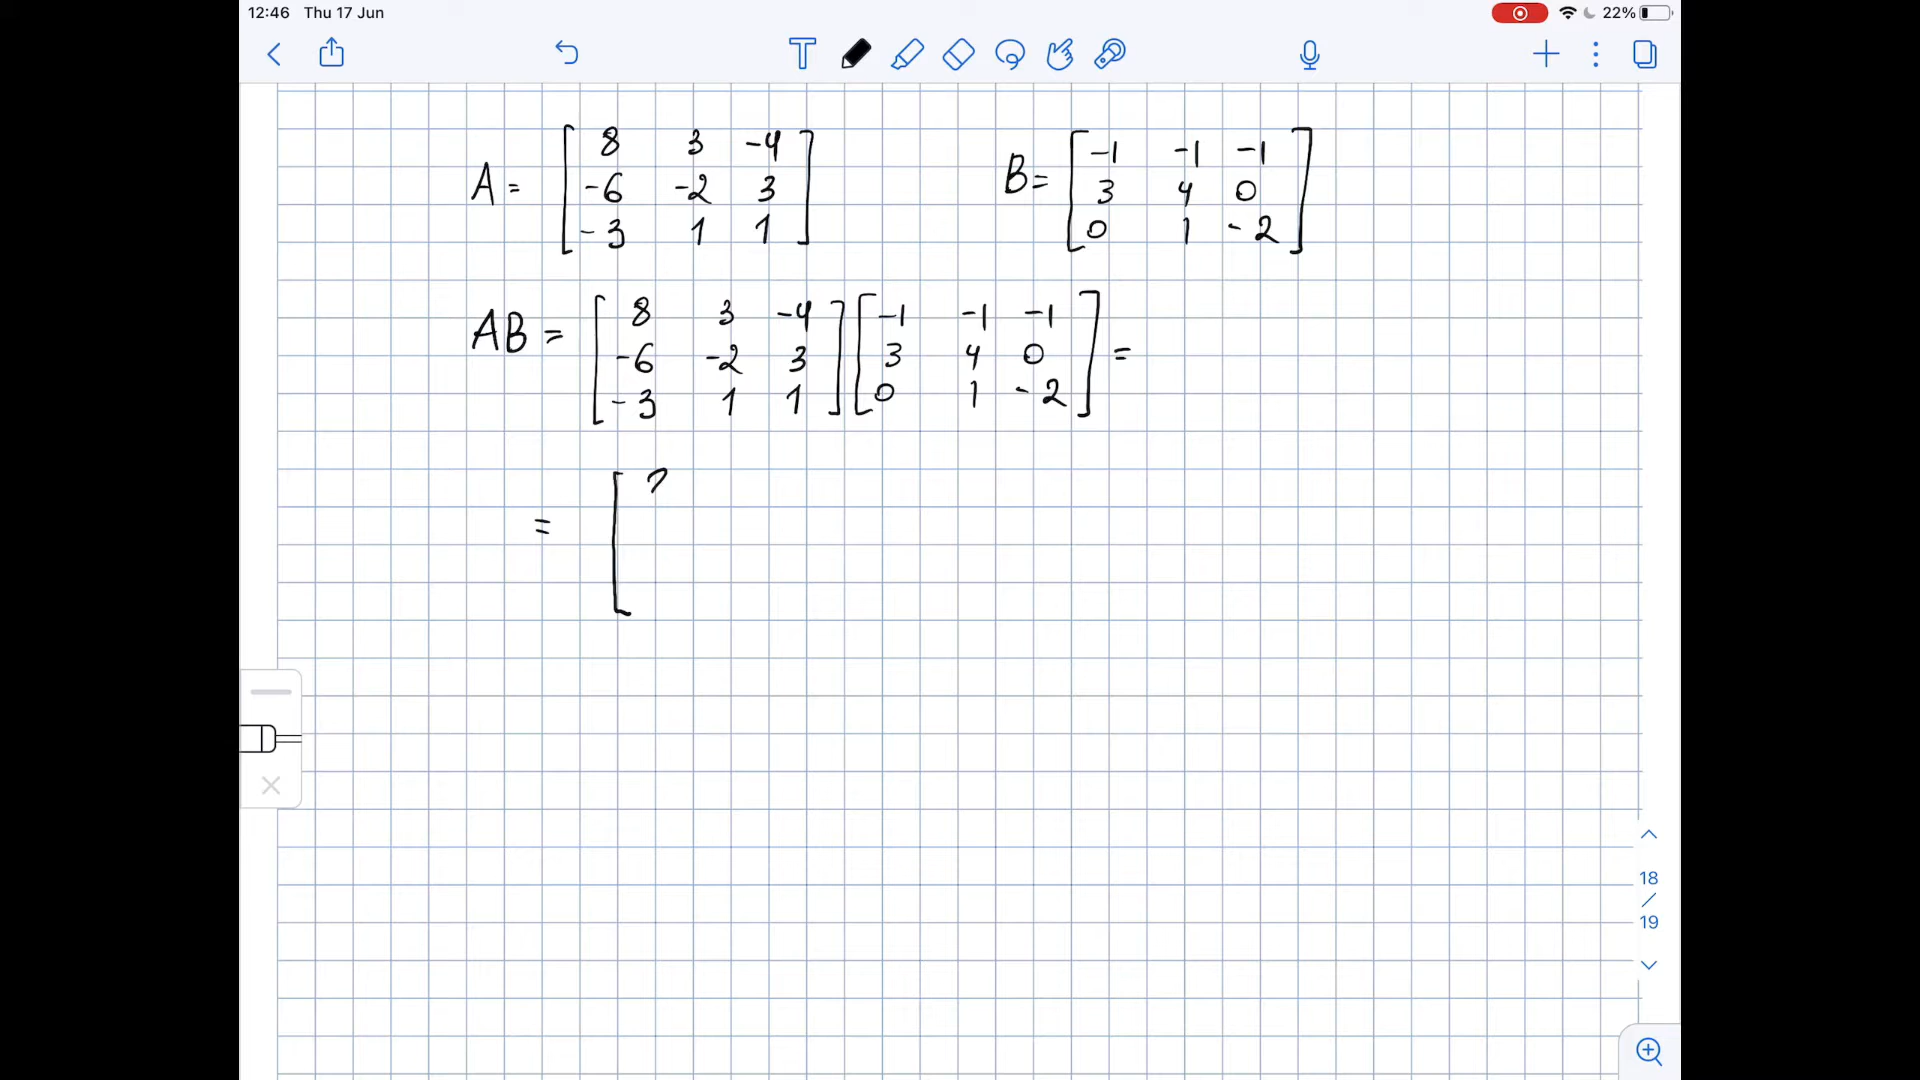 12:46 Thu 17 Jun 22%
T
A = [ 8 3 -4 ] B = [ -1 -1 -1 ]
[ -6 -2 3 ] [ 3 4 0 ]
[ -3 1 1 ] [ 0 1 -2 ]
AB = [ 8 3 -4 ] [ -1 -1 -1 ] =
[ -6 -2 3 ] [ 3 4 0 ]
[ -3 1 1 ] [ 0 1 -2 ]
= [
18
/
19